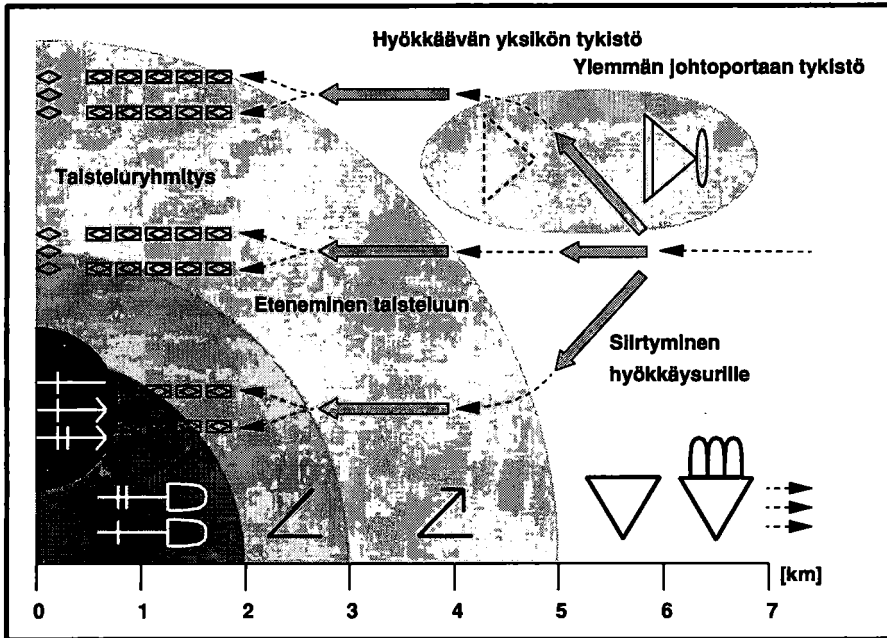 Hyökkäävän yksikön tykistö
Ylemmän johtoportaan tykistö
Taisteluryhmitys
Eteneminen taisteluun
Siirtyminen
hyökkäysurille
[km]
0 1 2 3 4 5 6 7